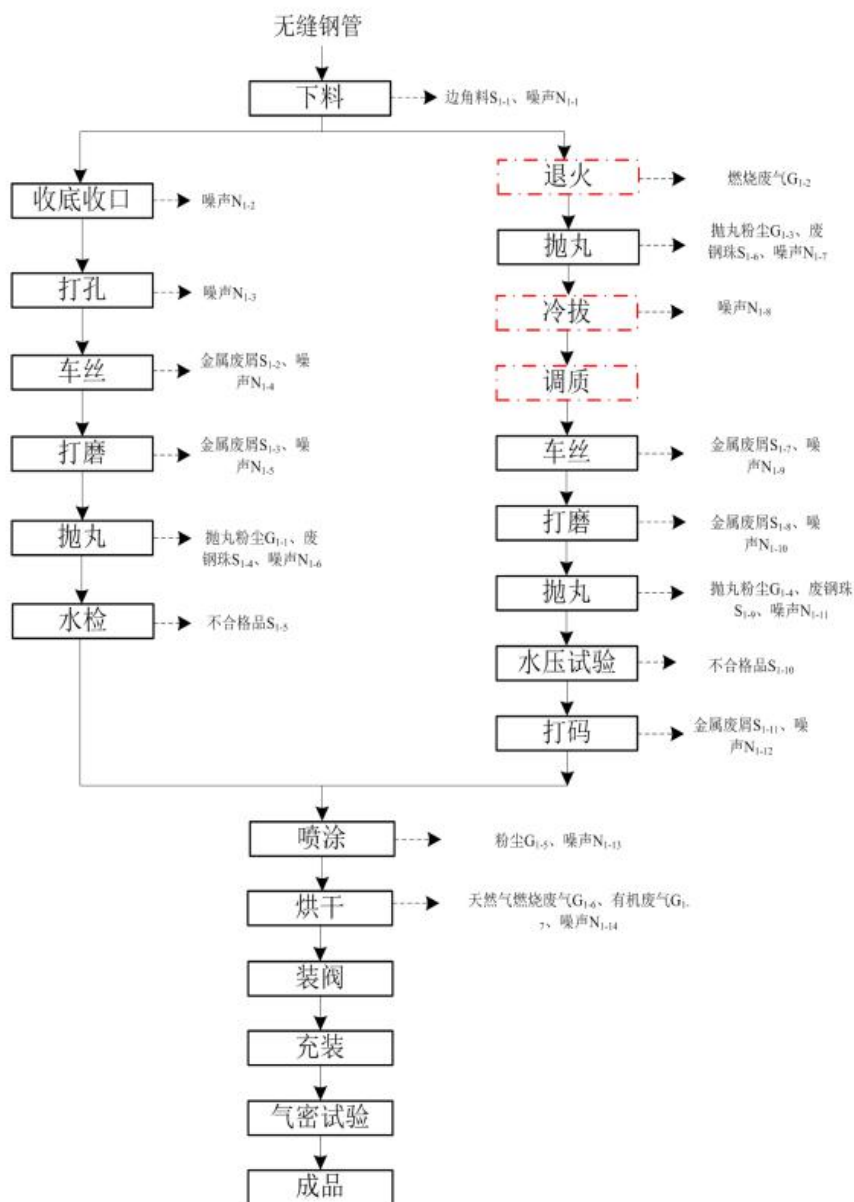 无缝钢管
下料
边角料S₁₋₁、噪声N₁₋₁
收底收口
噪声N₁₋₂
打孔
噪声N₁₋₃
车丝
金属废屑S₁₋₂、噪
声N₁₋₄
打磨
金属废屑S₁₋₃、噪
声N₁₋₅
抛丸
抛丸粉尘G₁₋₁、废
钢珠S₁₋₄、噪声N₁₋₆
水检
不合格品S₁₋₅
退火
燃烧废气G₁₋₂
抛丸
抛丸粉尘G₁₋₃、废
钢珠S₁₋₆、噪声N₁₋₇
冷拔
噪声N₁₋₈
调质
车丝
金属废屑S₁₋₇、噪
声N₁₋₉
打磨
金属废屑S₁₋₈、噪
声N₁₋₁₀
抛丸
抛丸粉尘G₁₋₄、废钢珠
S₁₋₉、噪声N₁₋₁₁
水压试验
不合格品S₁₋₁₀
打码
金属废屑S₁₋₁₁、噪
声N₁₋₁₂
喷涂
粉尘G₁₋₅、噪声N₁₋₁₃
烘干
天然气燃烧废气G₁₋₆、有机废气G₁₋
₇、噪声N₁₋₁₄
装阀
充装
气密试验
成品